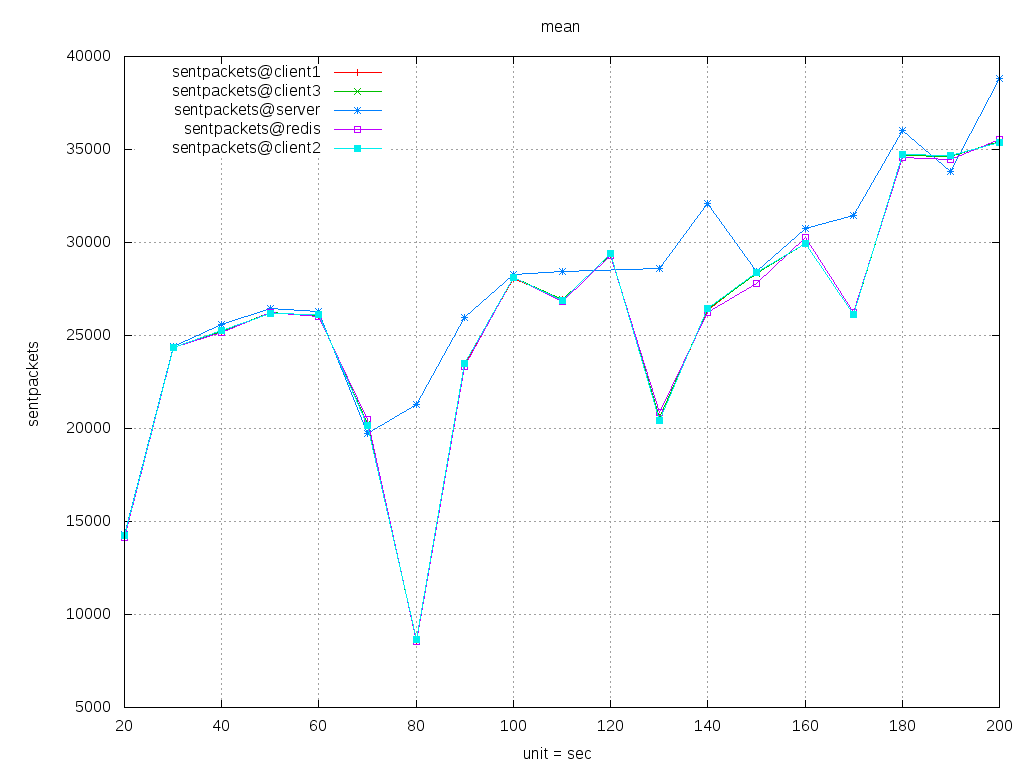 mean
40000
35000
30000
25000
20000
15000
10000
5000
sentpackets
sentpackets@client1
sentpackets@client3
sentpackets@server
sentpackets@redis
sentpackets@client2
20 40 60 80 100 120 140 160 180 200
unit = sec